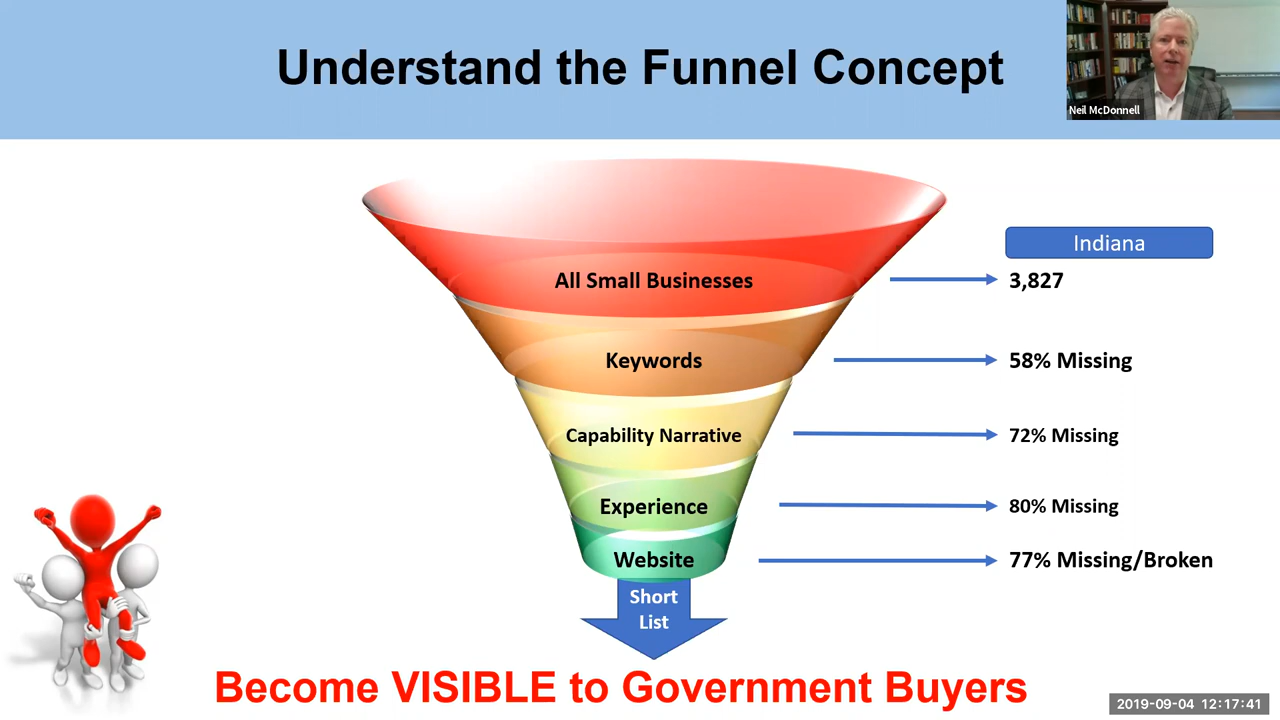 Understand the Funnel Concept
Neil McDonnell
Indiana
All Small Businesses
3,827
Keywords
58% Missing
Capability Narrative
72% Missing
Experience
80% Missing
Website
77% Missing/Broken
Short
List
Become VISIBLE to Government Buyers
2019-09-04 12:17:41